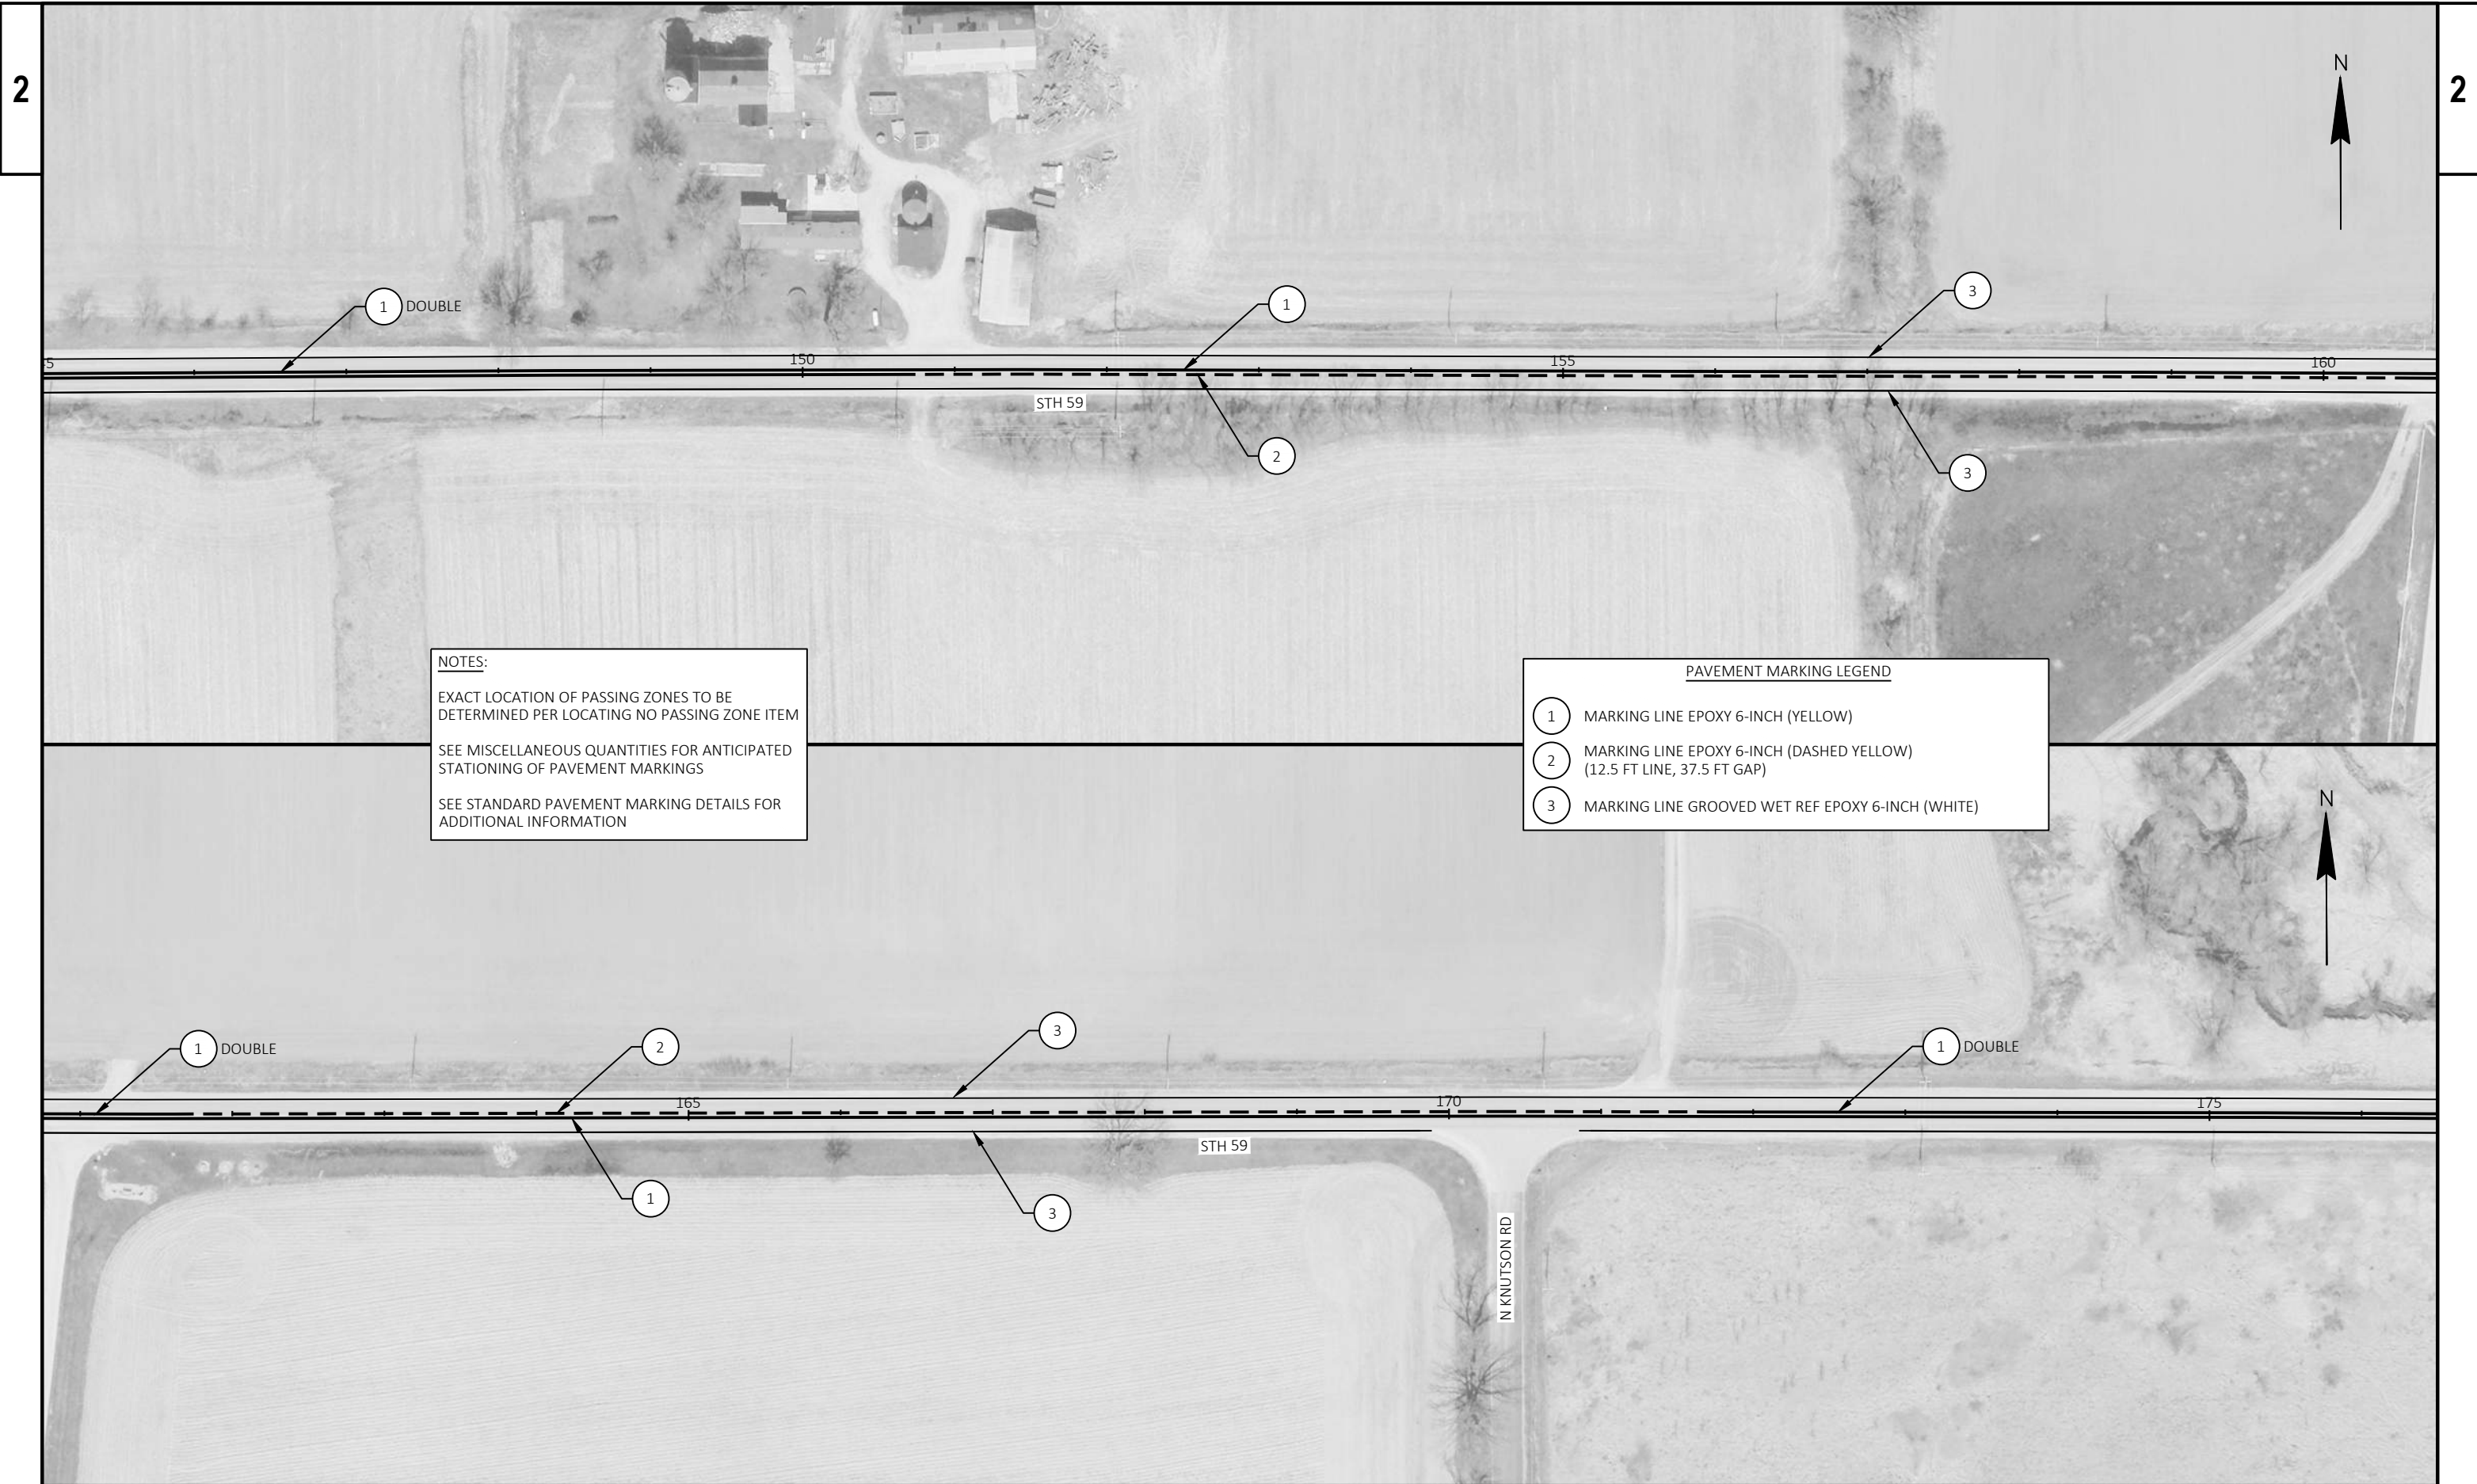 2
2
N
1 DOUBLE
1
3
5
150
155
160
STH 59
2
3
NOTES:
EXACT LOCATION OF PASSING ZONES TO BE
DETERMINED PER LOCATING NO PASSING ZONE ITEM
SEE MISCELLANEOUS QUANTITIES FOR ANTICIPATED
STATIONING OF PAVEMENT MARKINGS
SEE STANDARD PAVEMENT MARKING DETAILS FOR
ADDITIONAL INFORMATION
PAVEMENT MARKING LEGEND
1 MARKING LINE EPOXY 6-INCH (YELLOW)
2 MARKING LINE EPOXY 6-INCH (DASHED YELLOW)
(12.5 FT LINE, 37.5 FT GAP)
3 MARKING LINE GROOVED WET REF EPOXY 6-INCH (WHITE)
N
1 DOUBLE
2
3
1 DOUBLE
165
170
175
STH 59
1
3
N KNUTSON RD